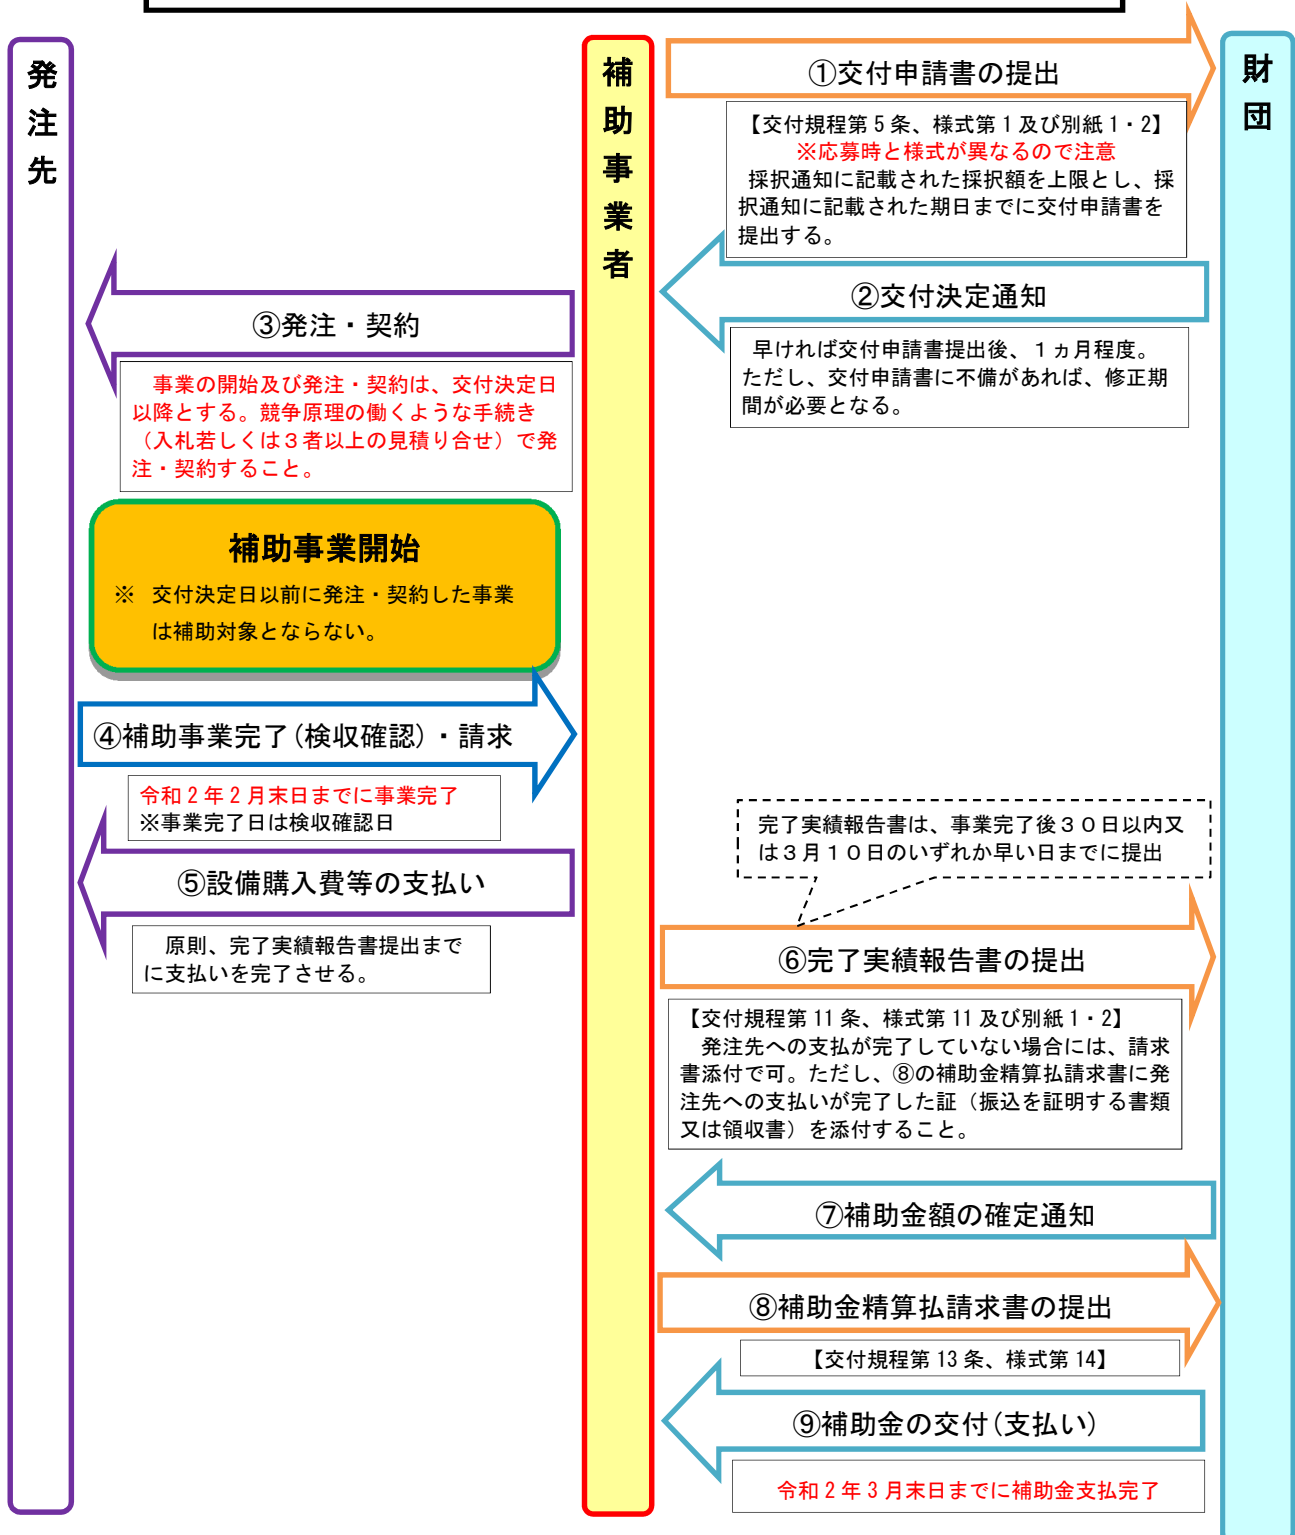 発注先
補助事業者
財団
①交付申請書の提出
【交付規程第5条、様式第1及び別紙1・2】
※応募時と様式が異なるので注意
採択通知に記載された採択額を上限とし、採
択通知に記載された期日までに交付申請書を
提出する。
②交付決定通知
早ければ交付申請書提出後、１ヵ月程度。
ただし、交付申請書に不備があれば、修正期
間が必要となる。
③発注・契約
事業の開始及び発注・契約は、交付決定日
以降とする。競争原理の働くような手続き
（入札若しくは３者以上の見積り合せ）で発
注・契約すること。
補助事業開始
※ 交付決定日以前に発注・契約した事業
は補助対象とならない。
④補助事業完了(検収確認)・請求
令和2年2月末日までに事業完了
※事業完了日は検収確認日
⑤設備購入費等の支払い
原則、完了実績報告書提出まで
に支払いを完了させる。
完了実績報告書は、事業完了後３０日以内又
は３月１０日のいずれか早い日までに提出
⑥完了実績報告書の提出
【交付規程第11条、様式第11及び別紙1・2】
発注先への支払が完了していない場合には、請求
書添付で可。ただし、⑧の補助金精算払請求書に発
注先への支払いが完了した証（振込を証明する書類
又は領収書）を添付すること。
⑦補助金額の確定通知
⑧補助金精算払請求書の提出
【交付規程第13条、様式第14】
⑨補助金の交付(支払い)
令和2年3月末日までに補助金支払完了